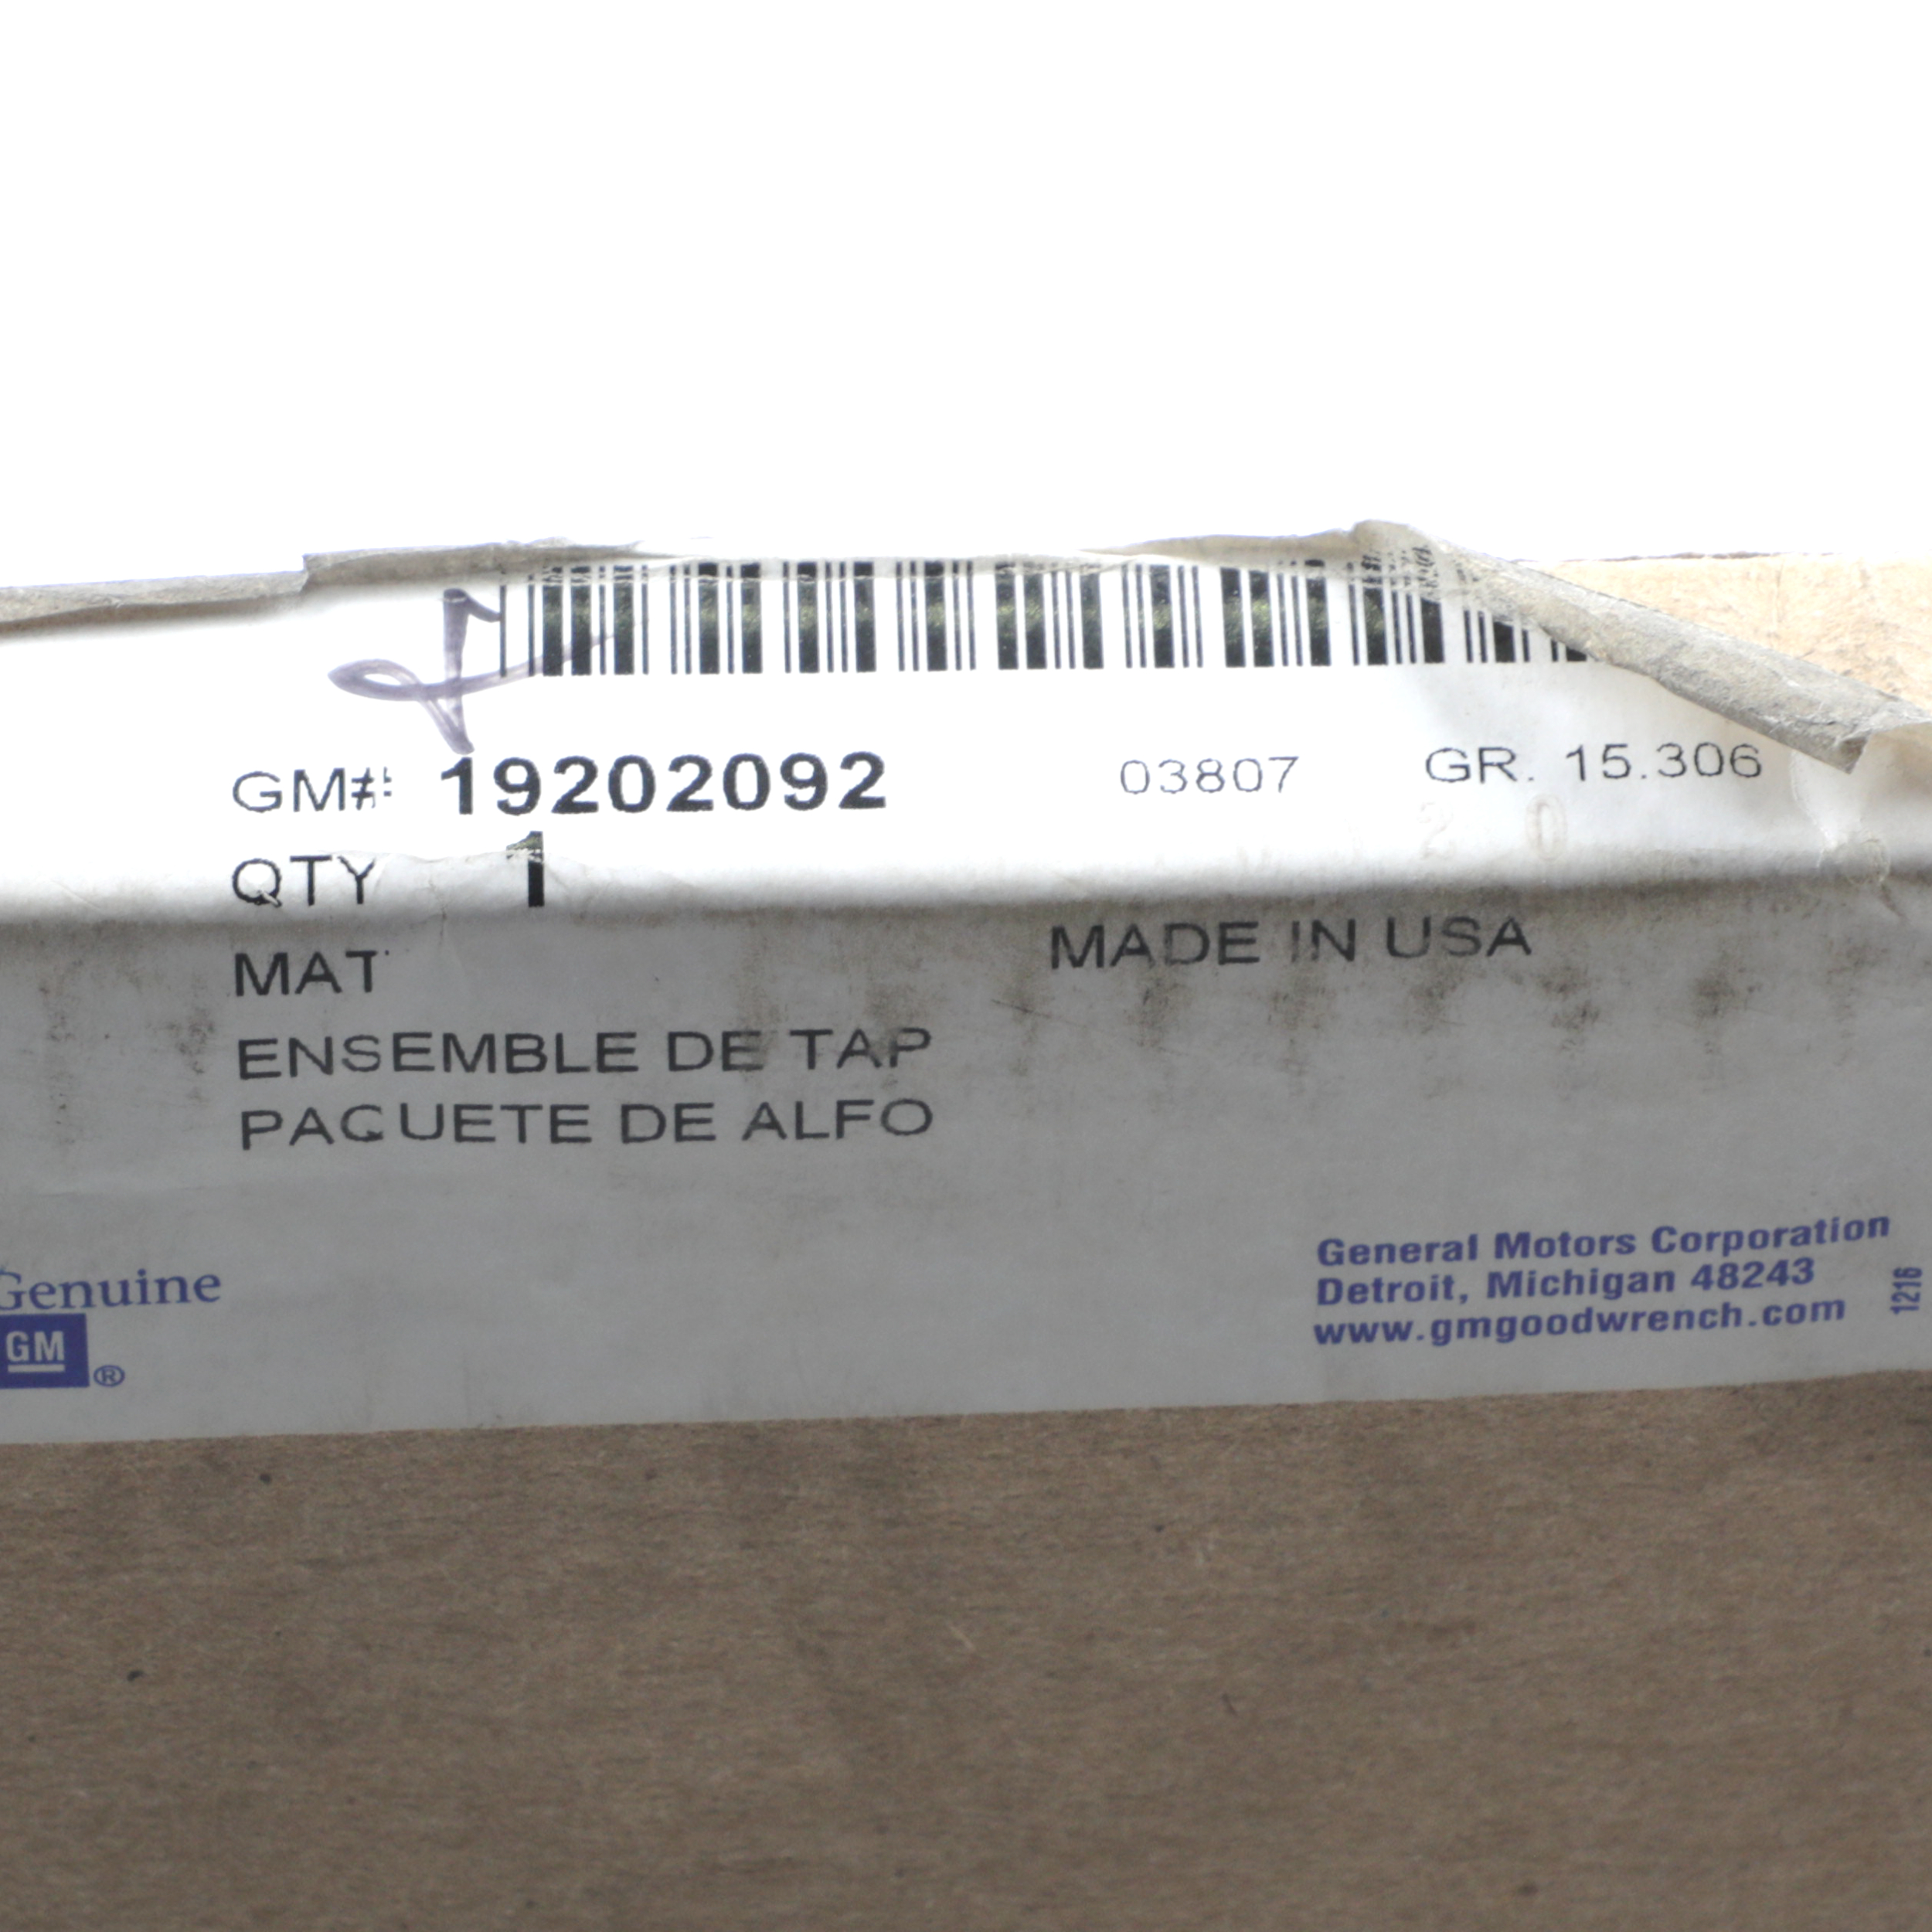 GM# 19202092 03807 GR. 15.306
QTY 1
MADE IN USA
MAT
ENSEMBLE DE TAP
PAQUETE DE ALFO
Genuine
GM ®
General Motors Corporation
Detroit, Michigan 48243
www.gmgoodwrench.com
1216